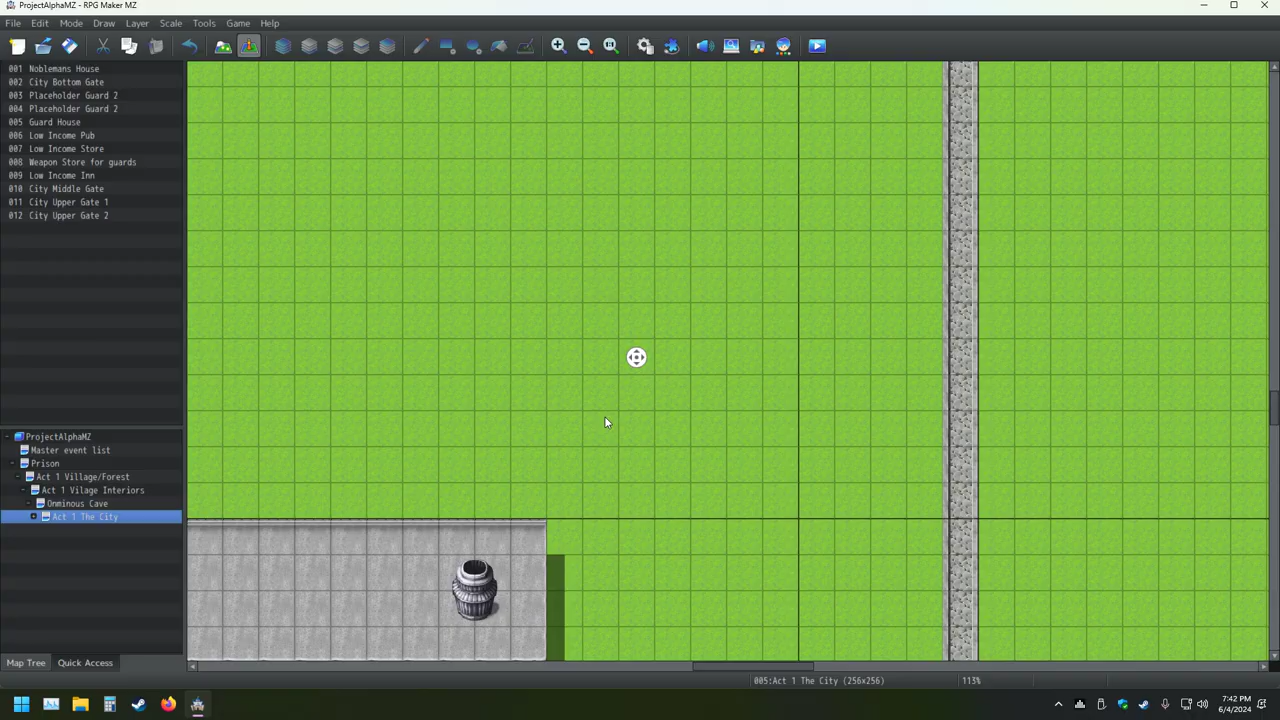 ProjectAlphaMZ - RPG Maker MZ
File Edit Mode Draw Layer Scale Tools Game Help
001 Noblemans House
002 City Bottom Gate
003 Placeholder Guard 2
004 Placeholder Guard 2
005 Guard House
006 Low Income Pub
007 Low Income Store
008 Weapon Store for guards
009 Low Income Inn
010 City Middle Gate
011 City Upper Gate 1
012 City Upper Gate 2
ProjectAlphaMZ
Master event list
Prison
Act 1 Village/Forest
Act 1 Vilage Interiors
Onminous Cave
Act 1 The City
Map Tree Quick Access
005:Act 1 The City (256x256) 113%
7:42 PM
6/4/2024